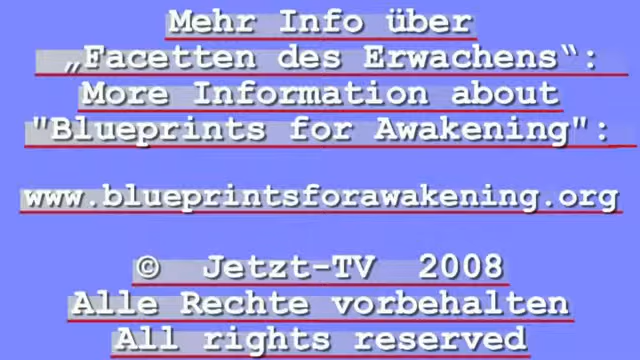 Mehr Info über
„Facetten des Erwachens“:
More Information about
"Blueprints for Awakening":
www.blueprintsforawakening.org
© Jetzt-TV 2008
Alle Rechte vorbehalten
All rights reserved